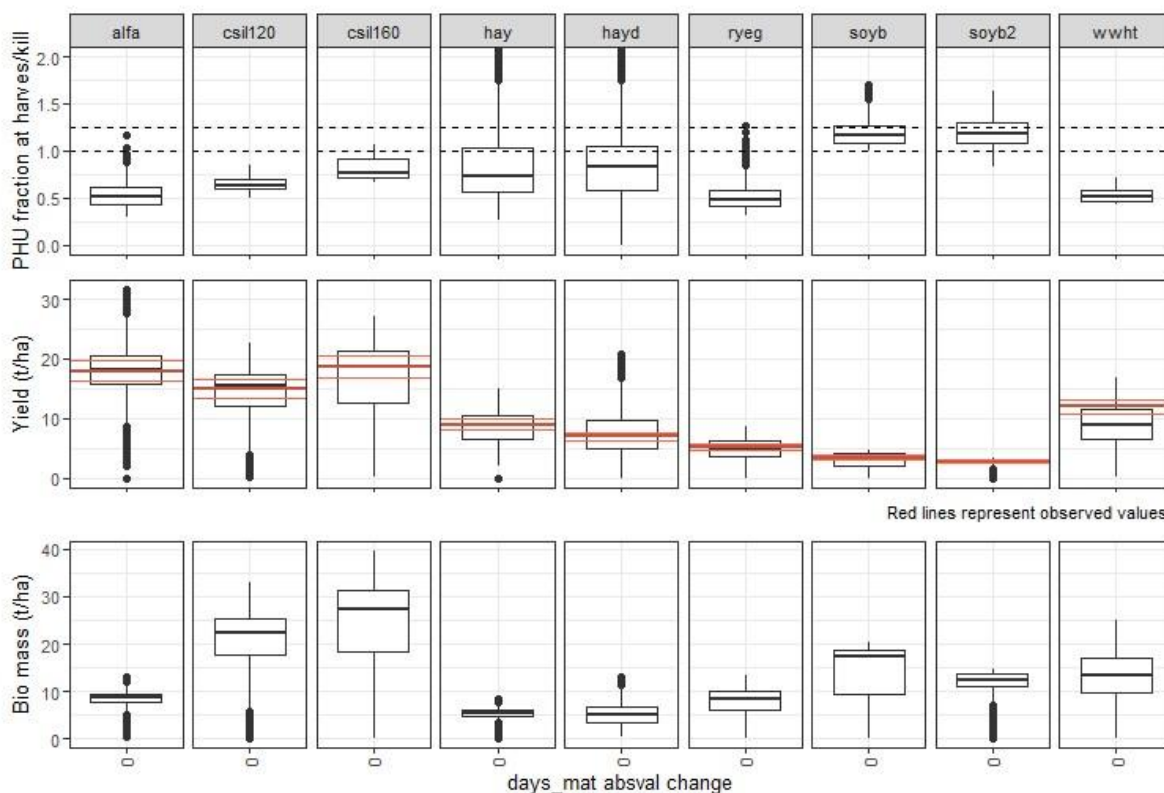 alfa csil120 csil160 hay hayd ryeg soyb soyb2 wwht
PHU fraction at harves/kill
2.0
1.5
1.0
0.5
0.0
Yield (t/ha)
30
20
10
0
Red lines represent observed values
Bio mass (t/ha)
40
30
20
10
0
0 0 0 0 0 0 0 0 0
days_mat absval change